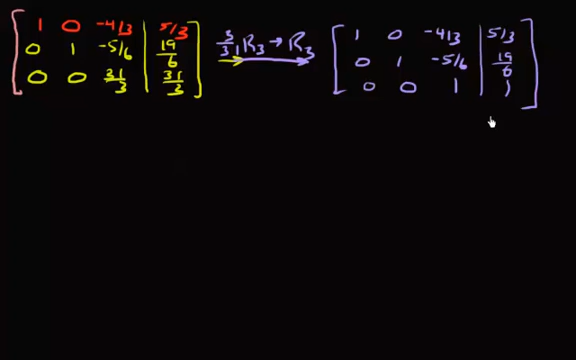 1 0 -4/3 | 5/3 3/31 R₃ → R₃ 1 0 -4/3 | 5/3
0 1 -5/6 | 19/6 0 1 -5/6 | 19/6
0 0 31/3 | 31/3 0 0 1 | 1